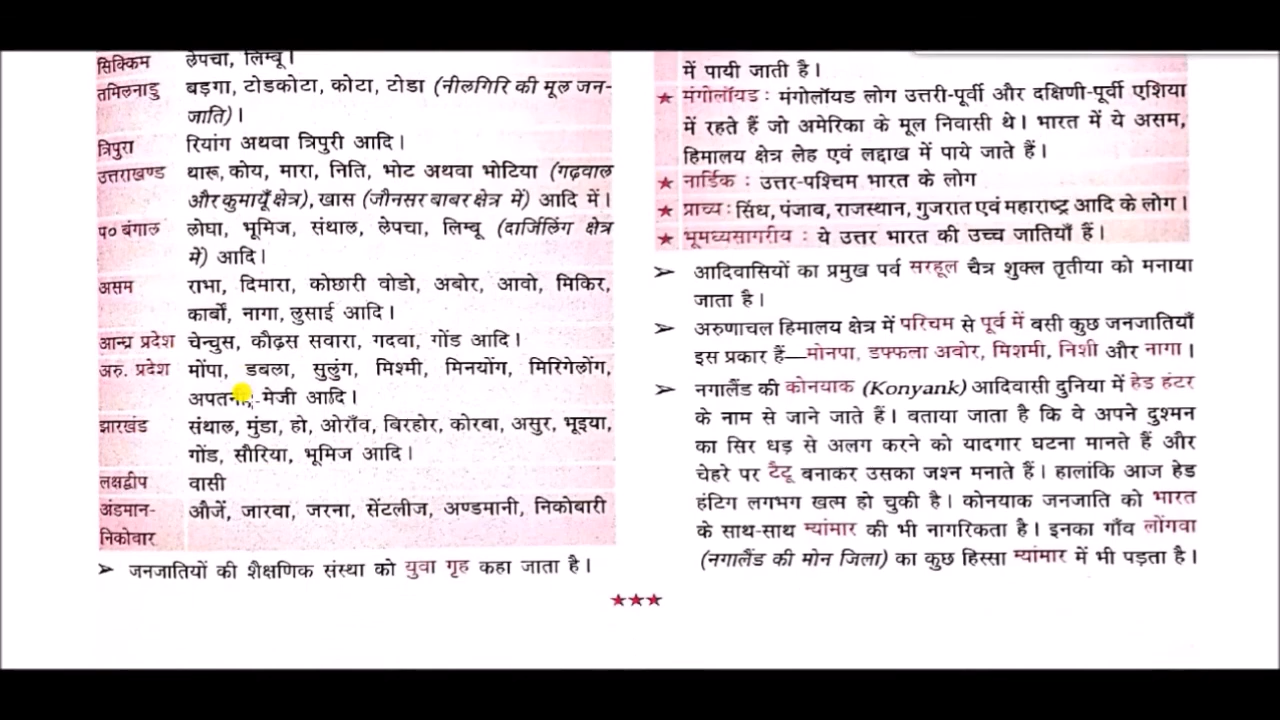 सिक्किम लेपचा, लिम्बू।
तमिलनाडु बड़गा, टोडकोटा, कोटा, टोडा (नीलगिरि की मूल जन-
जाति)।
त्रिपुरा रियांग अथवा त्रिपुरी आदि।
उत्तराखण्ड थारू, कोय, मारा, निति, भोट अथवा भोटिया (गढ़वाल
और कुमायूँ क्षेत्र), खास (जौनसर बाबर क्षेत्र में) आदि में।
प० बंगाल लोघा, भूमिज, संथाल, लेपचा, लिम्बू (दार्जिलिंग क्षेत्र
में) आदि।
असम राभा, दिमारा, कोछारी वोडो, अबोर, आवो, मिकिर,
कार्बों, नागा, लुसाई आदि।
आन्ध्र प्रदेश चेन्चुस, कौढ़स सवारा, गदवा, गोंड आदि।
अरु. प्रदेश मोंपा, डबला, सुलुंग, मिश्मी, मिनयोंग, मिरिगेलोंग,
मेजी आदि।
झारखंड संथाल, मुंडा, हो, ओराँव, बिरहोर, कोरबा, असुर, भूइया,
गोंड, सौरिया, भूमिज आदि।
लक्षद्वीप वासी
अंडमान- औजें, जारवा, जरना, सेंटलीज, अण्डमानी, निकोबारी
निकोवार
➢ जनजातियों की शैक्षणिक संस्था को युवा गृह कहा जाता है।
में पायी जाती है।
★ मंगोलॉयड : मंगोलॉयड लोग उत्तरी-पूर्वी और दक्षिणी-पूर्वी एशिया
में रहते हैं जो अमेरिका के मूल निवासी थे। भारत में ये असम,
हिमालय क्षेत्र लेह एवं लद्दाख में पाये जाते हैं।
★ नार्डिक : उत्तर-पश्चिम भारत के लोग
★ प्राच्य : सिंध, पंजाव, राजस्थान, गुजरात एवं महाराष्ट्र आदि के लोग।
★ भूमध्यसागरीय : ये उत्तर भारत की उच्च जातियाँ हैं।
➢ आदिवासियों का प्रमुख पर्व सरहूल चैत्र शुक्ल तृतीया को मनाया
जाता है।
➢ अरुणाचल हिमालय क्षेत्र में परिचम से पूर्व में बसी कुछ जनजातियाँ
इस प्रकार हैं—मोनपा, डफ्फला अवोर, मिशमी, निशी और नागा।
➢ नगालैंड की कोनयाक (Konyank) आदिवासी दुनिया में हेड हंटर
के नाम से जाने जाते हैं। वताया जाता है कि वे अपने दुश्मन
का सिर धड़ से अलग करने को यादगार घटना मानते हैं और
चेहरे पर टैटू बनाकर उसका जश्न मनाते हैं। हालांकि आज हेड
हंटिग लगभग खत्म हो चुकी है। कोनयाक जनजाति को भारत
के साथ-साथ म्यांमार की भी नागरिकता है। इनका गाँव लोंगवा
(नगालैंड की मोन जिला) का कुछ हिस्सा म्यांमार में भी पड़ता है।
★★★